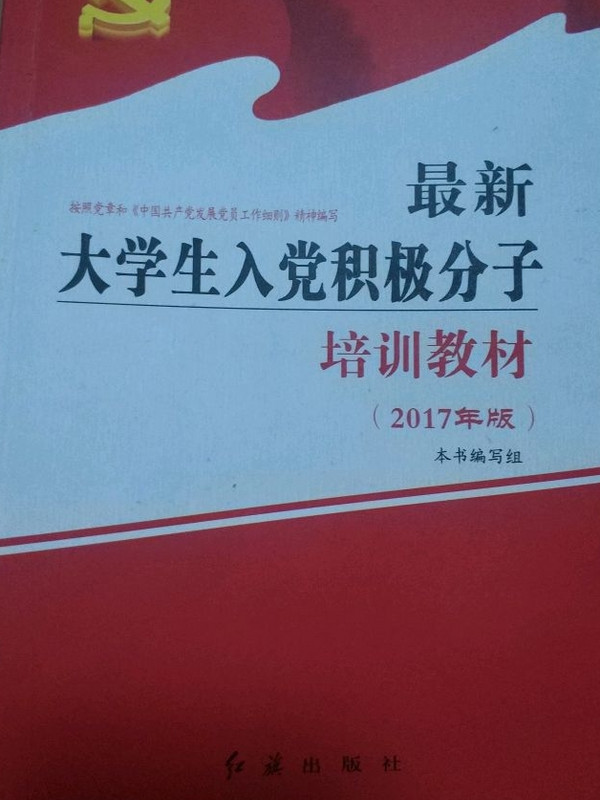 最新
按照党章和《中国共产党发展党员工作细则》精神编写
大学生入党积极分子
培训教材
（2017年版）
本书编写组
红旗出版社